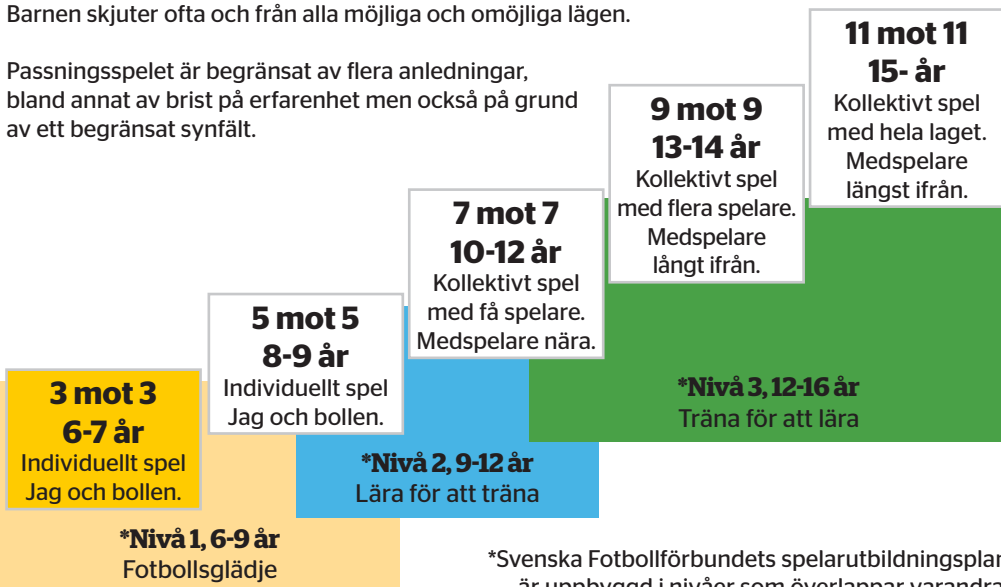 Barnen skjuter ofta och från alla möjliga och omöjliga lägen.
Passningsspelet är begränsat av flera anledningar,
bland annat av brist på erfarenhet men också på grund
av ett begränsat synfält.
11 mot 11
15- år
Kollektivt spel
med hela laget.
Medspelare
längst ifrån.
9 mot 9
13-14 år
Kollektivt spel
med flera spelare.
Medspelare
långt ifrån.
7 mot 7
10-12 år
Kollektivt spel
med få spelare.
Medspelare nära.
5 mot 5
8-9 år
Individuellt spel
Jag och bollen.
3 mot 3
6-7 år
Individuellt spel
Jag och bollen.
*Nivå 3, 12-16 år
Träna för att lära
*Nivå 2, 9-12 år
Lära för att träna
*Nivå 1, 6-9 år
Fotbollsglädje
*Svenska Fotbollförbundets spelarutbildningsplan
är uppbyggd i nivåer som överlappar varandra